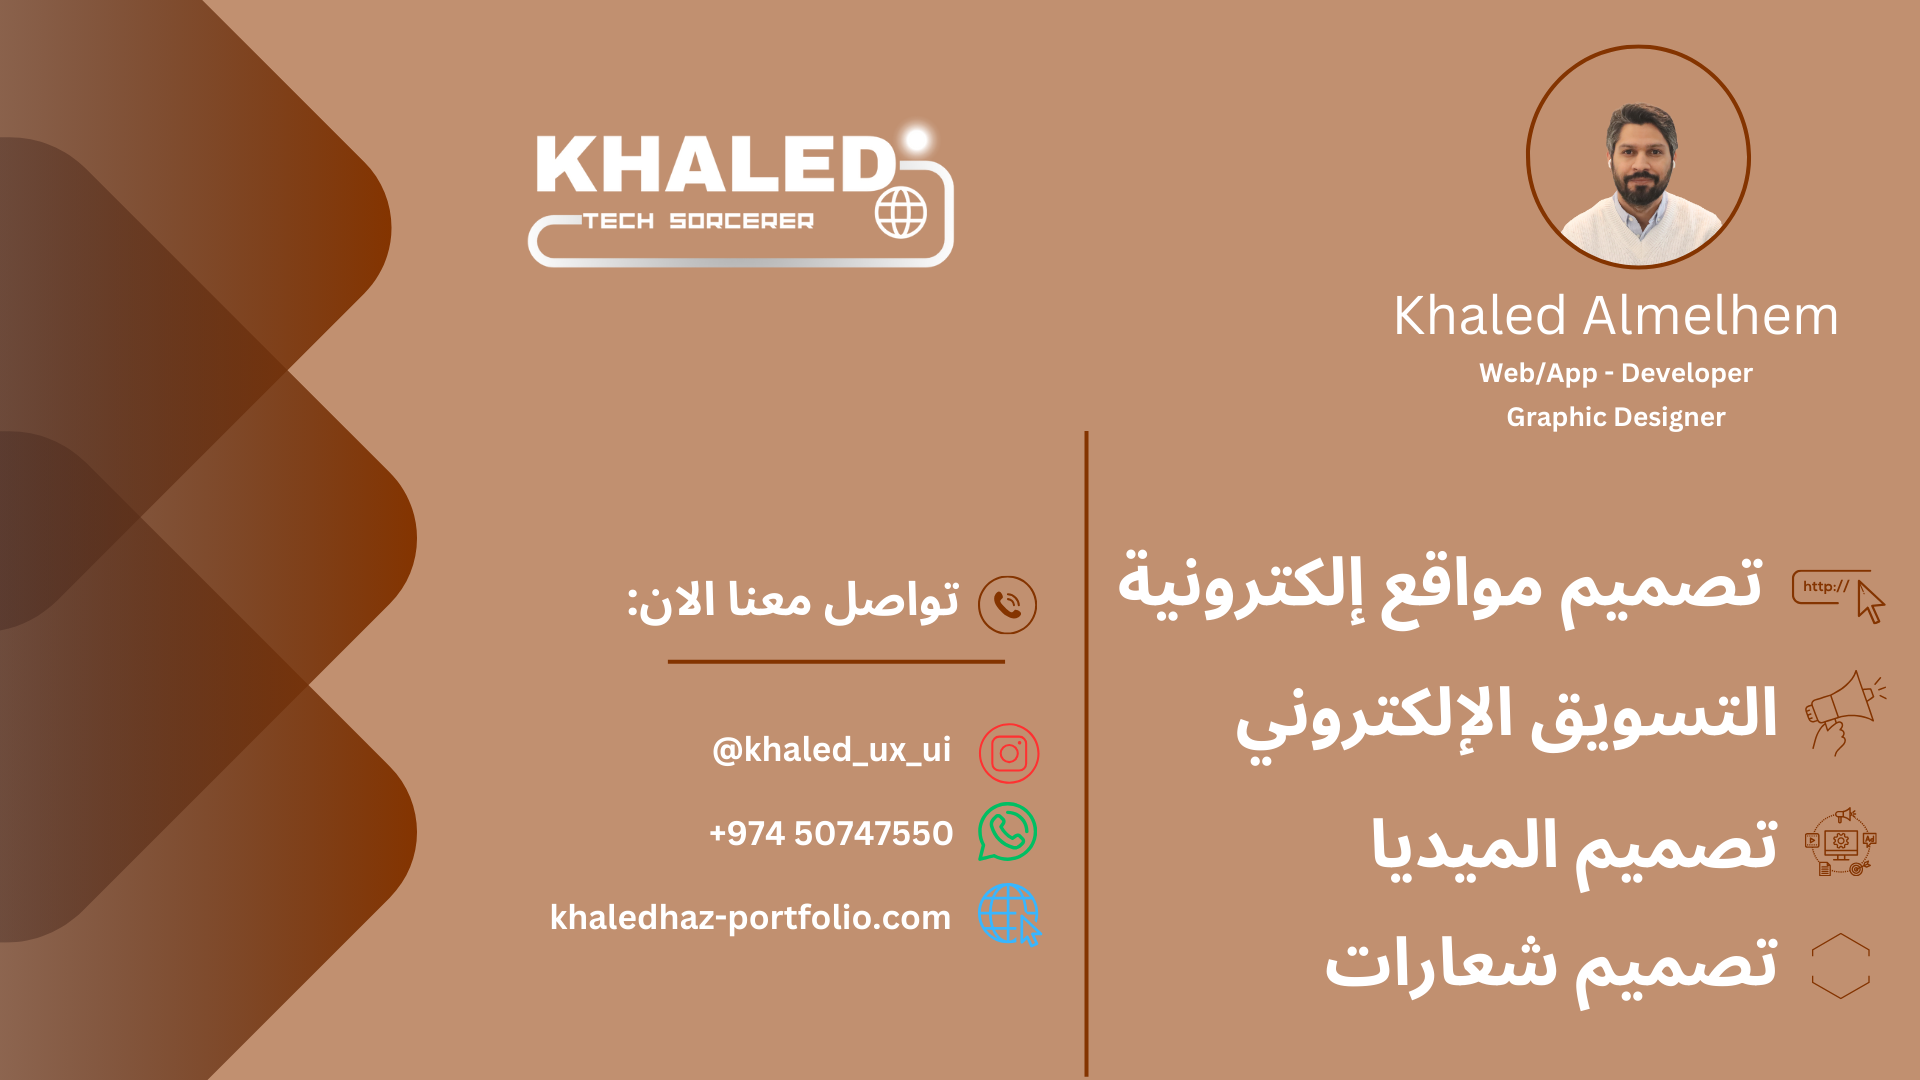 KHALED
TECH SORCERER
Khaled Almelhem
Web/App - Developer
Graphic Designer
تصميم مواقع إلكترونية
http://
التسويق الإلكتروني
تصميم الميديا
Ad
تصميم شعارات
تواصل معنا الان:
@khaled_ux_ui
+974 50747550
khaledhaz-portfolio.com